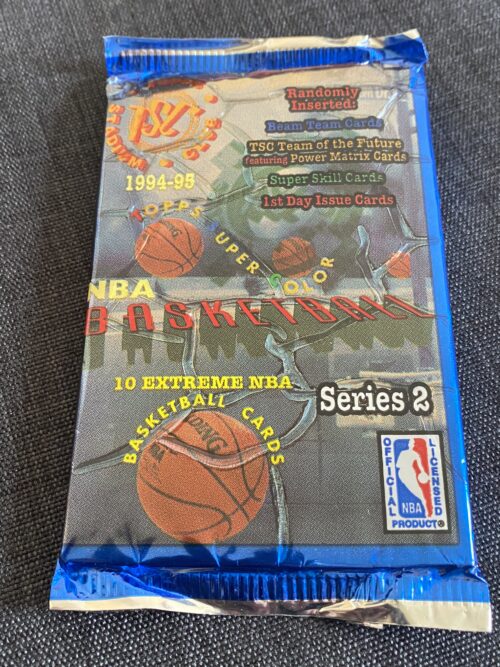 Randomly
Inserted:
Beam Team Cards
TSC Team of the Future
featuring Power Matrix Cards
Super Skill Cards
1st Day Issue Cards
TSC
STADIUM CLUB
1994-95
TOPPS SUPER COLOR
NBA
BASKETBALL
10 EXTREME NBA
BASKETBALL CARDS
Series 2
OFFICIAL
LICENSED
NBA
PRODUCT®